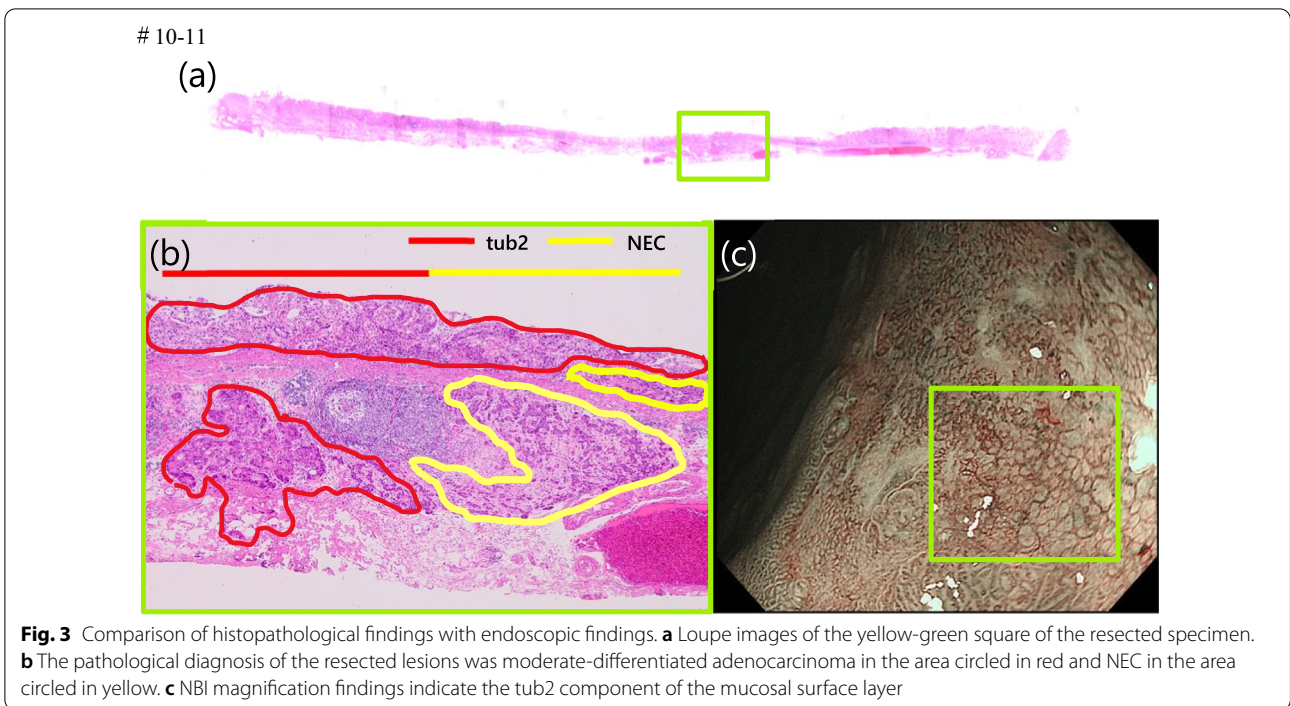 # 10-11
(a)
(b)
tub2
NEC
(c)
Fig. 3 Comparison of histopathological findings with endoscopic findings. a Loupe images of the yellow-green square of the resected specimen.
b The pathological diagnosis of the resected lesions was moderate-differentiated adenocarcinoma in the area circled in red and NEC in the area
circled in yellow. c NBI magnification findings indicate the tub2 component of the mucosal surface layer